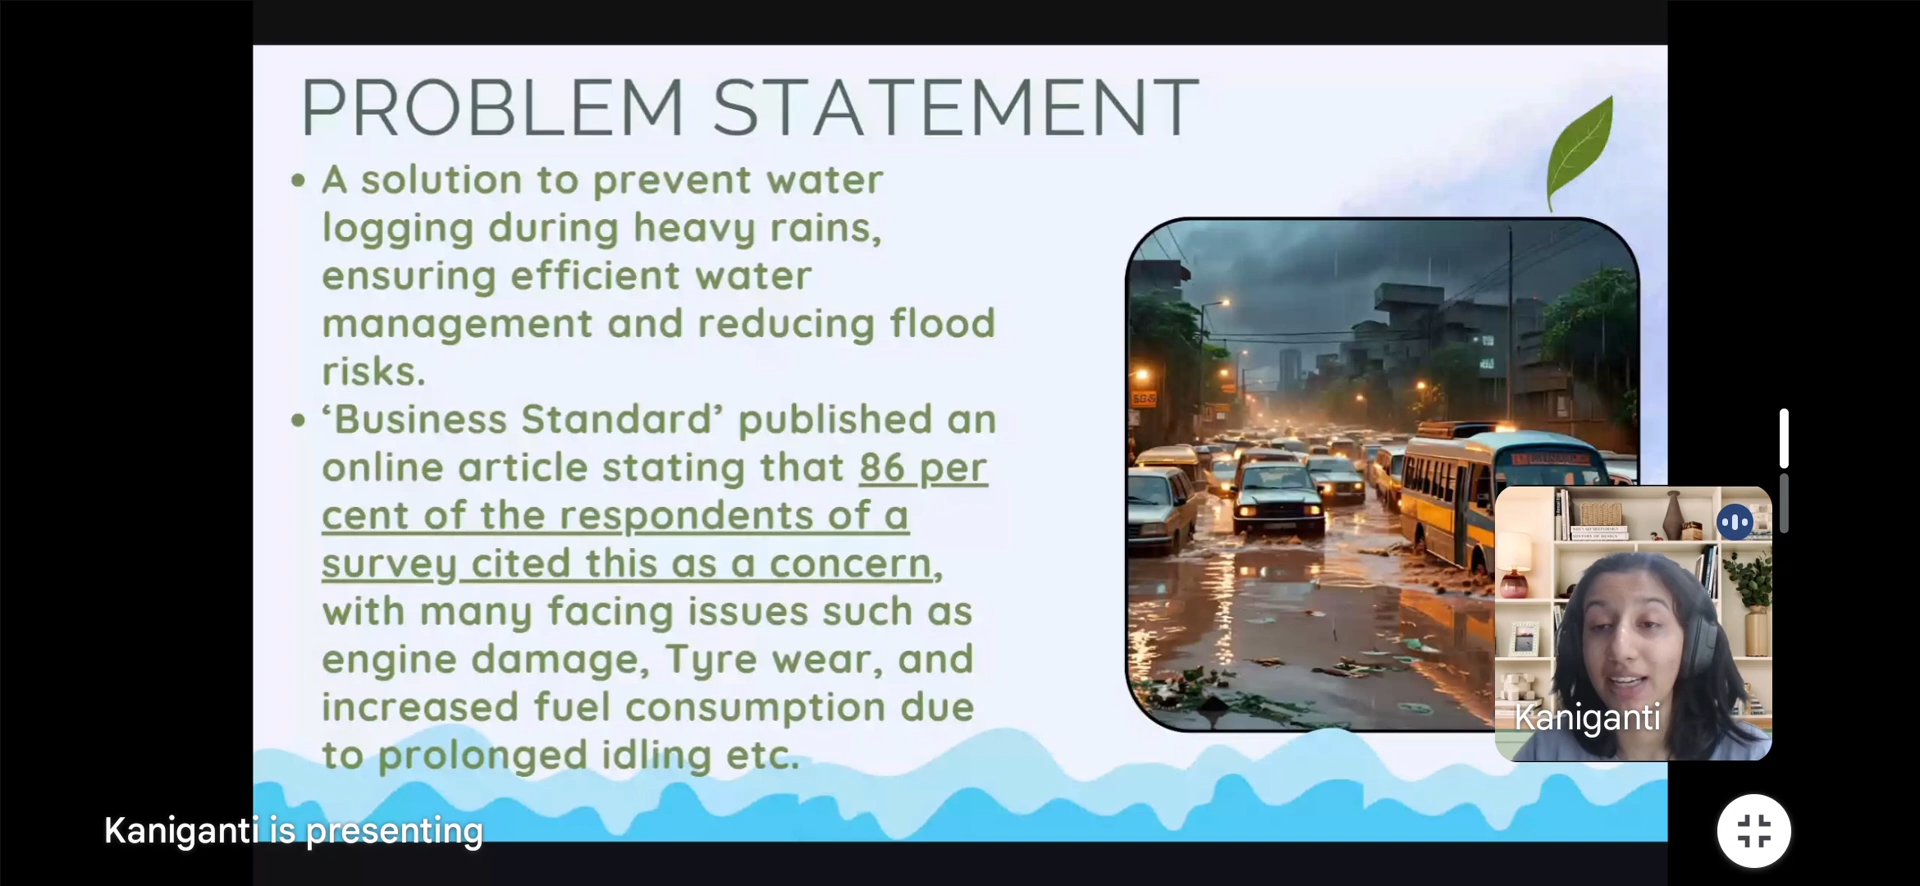 PROBLEM STATEMENT
• A solution to prevent water
logging during heavy rains,
ensuring efficient water
management and reducing flood
risks.
• ‘Business Standard’ published an
online article stating that 86 per
cent of the respondents of a
survey cited this as a concern,
with many facing issues such as
engine damage, Tyre wear, and
increased fuel consumption due
to prolonged idling etc.
Kaniganti
Kaniganti is presenting